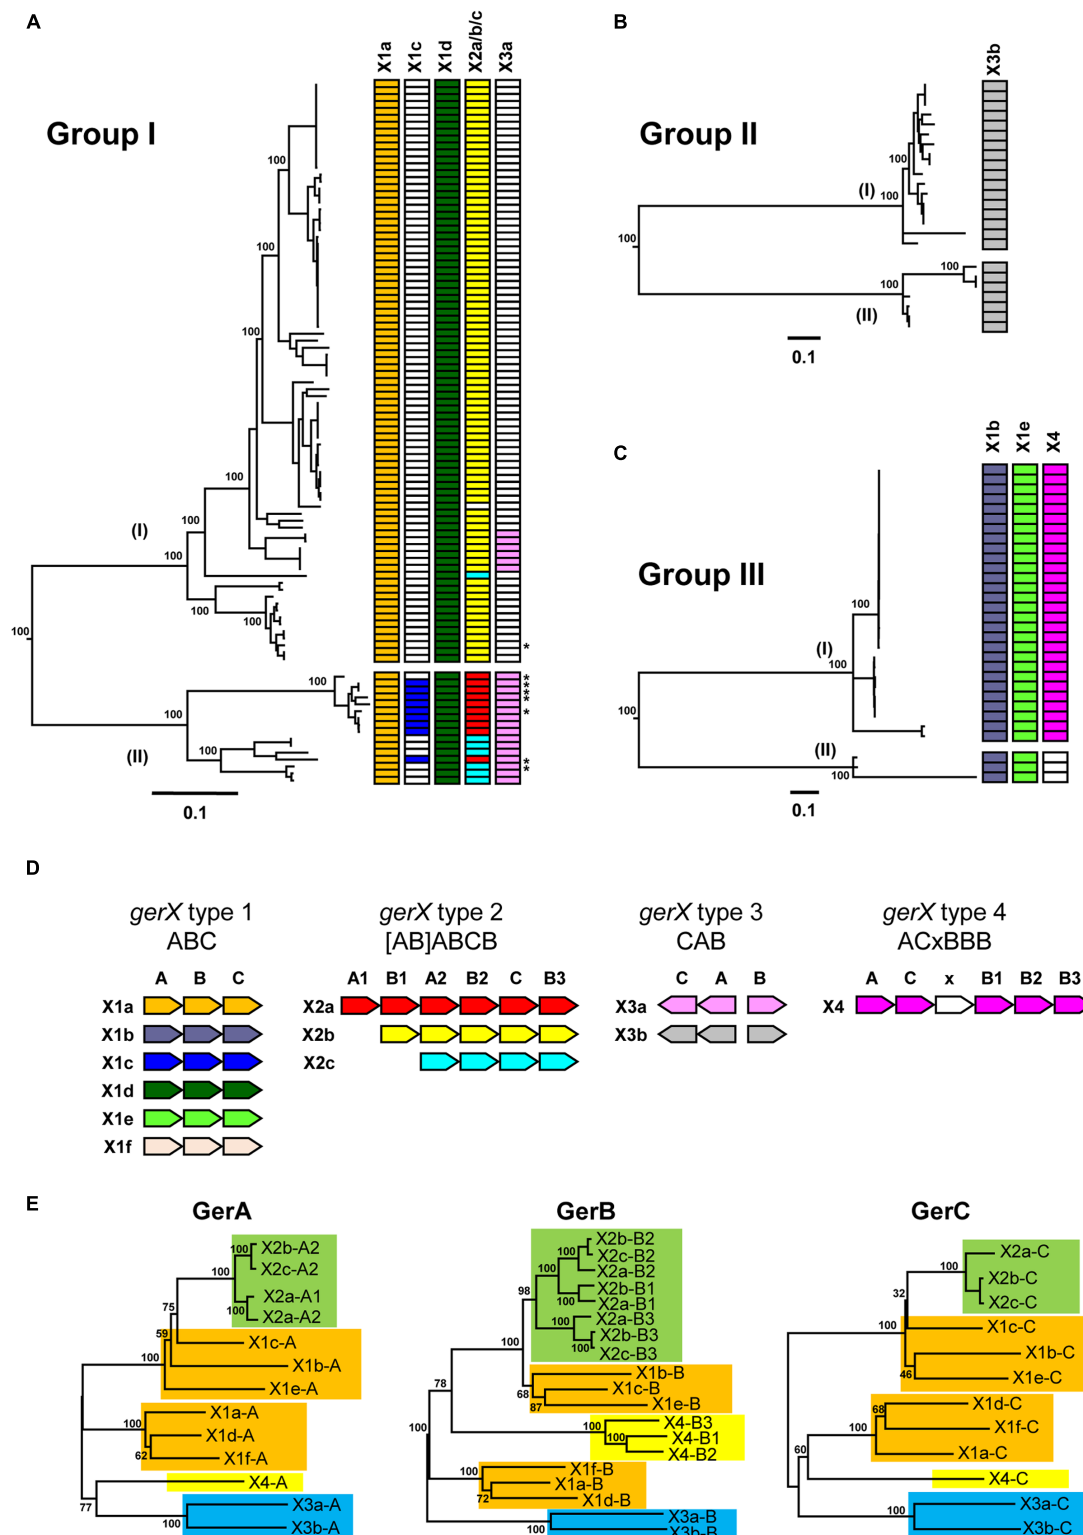 A
X1a X1c X1d X2a/b/c X3a
Group I
100
100
100
100
(I)
100
100
100
100
100
*
100
*
*
*
*
*
100
(II)
100
*
*
0.1
B
X3b
Group II
100
(I)
100
100
100
100
(II)
0.1
C
X1b X1e X4
Group III
100
(I)
100
100
(II)
100
0.1
D
gerX type 1
ABC
A B C
X1a
X1b
X1c
X1d
X1e
X1f
gerX type 2
[AB]ABCB
A1 B1 A2 B2 C B3
X2a
X2b
X2c
gerX type 3
CAB
C A B
X3a
X3b
gerX type 4
ACxBBB
A C x B1 B2 B3
X4
E
GerA
100
X2b-A2
X2c-A2
100
X2a-A1
100
X2a-A2
75
59
X1c-A
100
X1b-A
X1e-A
X1a-A
100
X1d-A
62
X1f-A
X4-A
77
X3a-A
100
X3b-A
GerB
X2b-B2
100
X2c-B2
100
X2a-B2
98
X2b-B1
100
X2a-B1
X2a-B3
100
X2b-B3
100
X2c-B3
X1b-B
78
68
X1c-B
87
X1e-B
X4-B3
100
100
X4-B1
X4-B2
100
X1f-B
100
X1a-B
72
X1d-B
X3a-B
100
X3b-B
GerC
X2a-C
100
X2b-C
X2c-C
32
100
X1c-C
X1b-C
46
X1e-C
68
X1d-C
100
X1f-C
60
X1a-C
X4-C
X3a-C
100
X3b-C